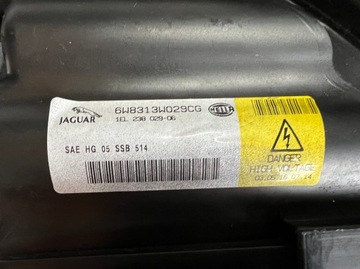 6W8313W029CG
HELLA
JAGUAR
1EL 238 029-06
SAE HG 05 SSB 514
DANGER
HIGH VOLTAGE